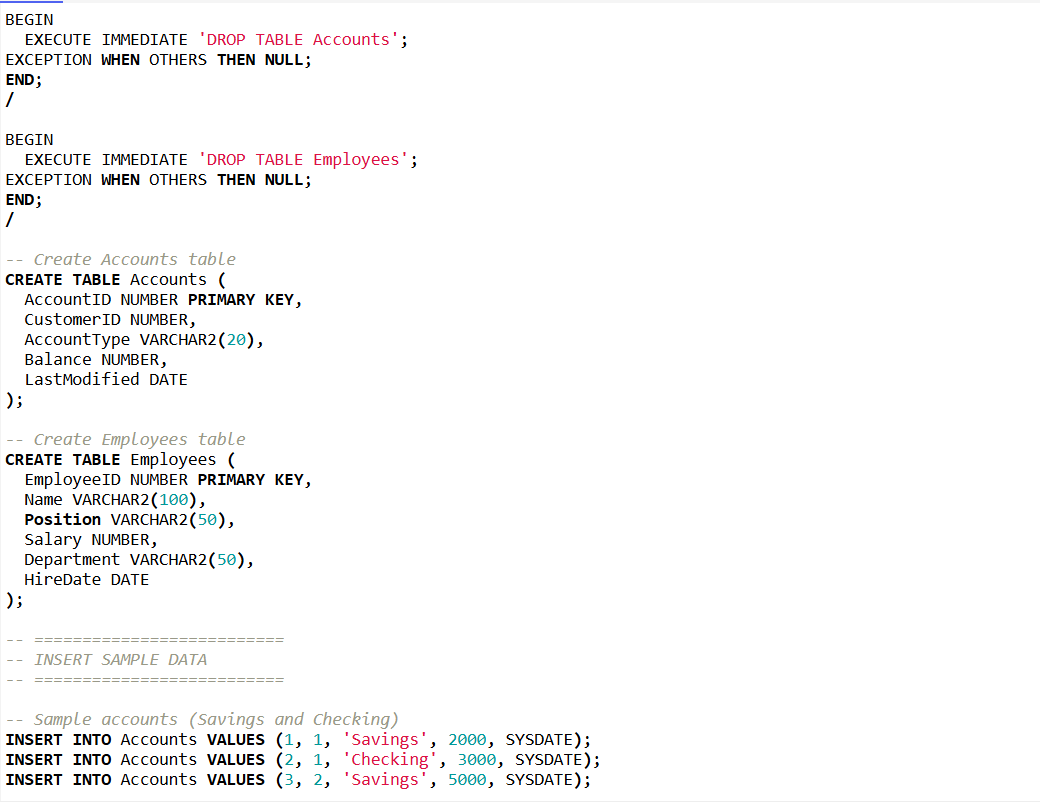 BEGIN
  EXECUTE IMMEDIATE 'DROP TABLE Accounts';
EXCEPTION WHEN OTHERS THEN NULL;
END;
/

BEGIN
  EXECUTE IMMEDIATE 'DROP TABLE Employees';
EXCEPTION WHEN OTHERS THEN NULL;
END;
/

-- Create Accounts table
CREATE TABLE Accounts (
  AccountID NUMBER PRIMARY KEY,
  CustomerID NUMBER,
  AccountType VARCHAR2(20),
  Balance NUMBER,
  LastModified DATE
);

-- Create Employees table
CREATE TABLE Employees (
  EmployeeID NUMBER PRIMARY KEY,
  Name VARCHAR2(100),
  Position VARCHAR2(50),
  Salary NUMBER,
  Department VARCHAR2(50),
  HireDate DATE
);

-- ==========================
-- INSERT SAMPLE DATA
-- ==========================

-- Sample accounts (Savings and Checking)
INSERT INTO Accounts VALUES (1, 1, 'Savings', 2000, SYSDATE);
INSERT INTO Accounts VALUES (2, 1, 'Checking', 3000, SYSDATE);
INSERT INTO Accounts VALUES (3, 2, 'Savings', 5000, SYSDATE);